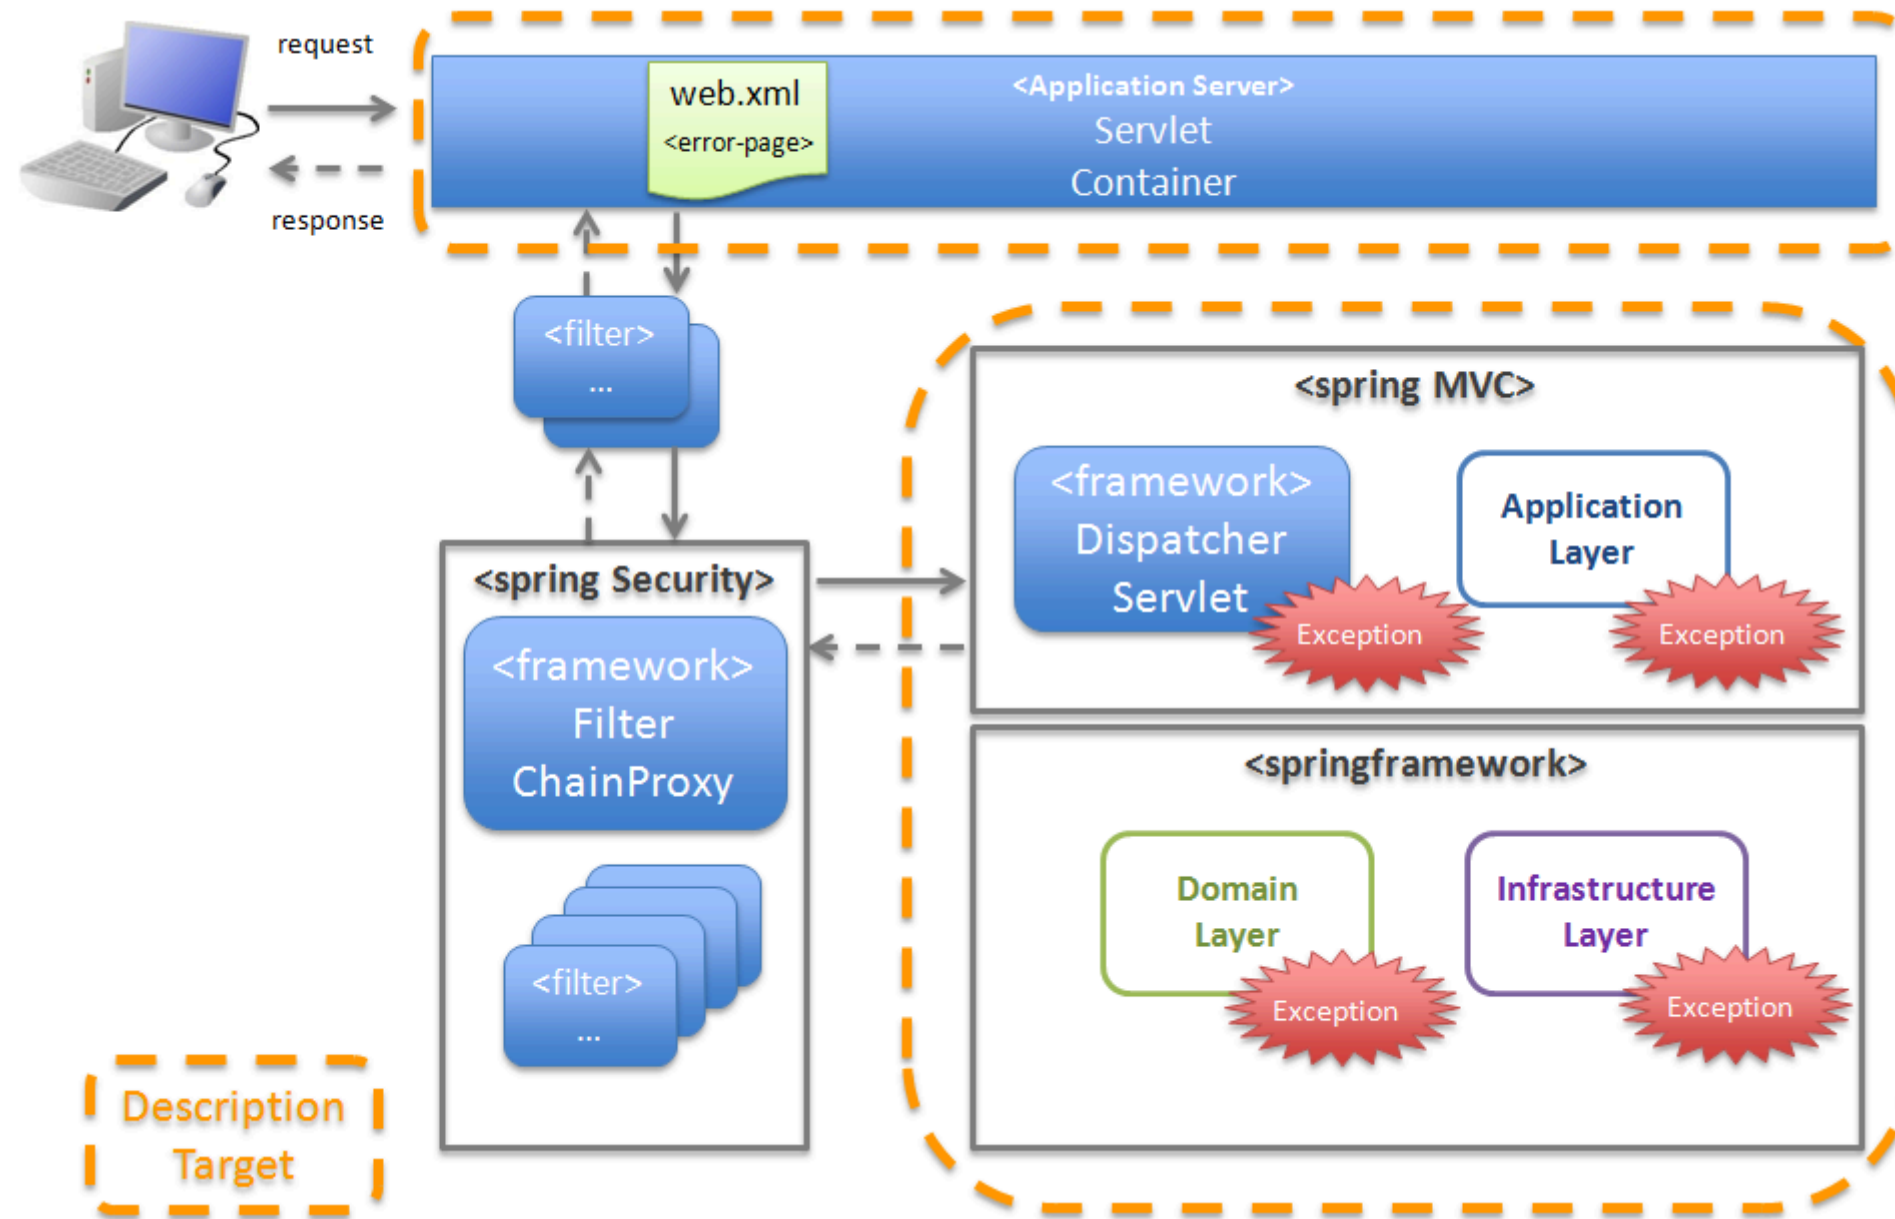 request
response
web.xml
<error-page>
<Application Server>
Servlet
Container
<filter>
...
<spring Security>
<framework>
Filter
ChainProxy
<filter>
...
<spring MVC>
<framework>
Dispatcher
Servlet
Exception
Application
Layer
Exception
<springframework>
Domain
Layer
Exception
Infrastructure
Layer
Exception
Description
Target